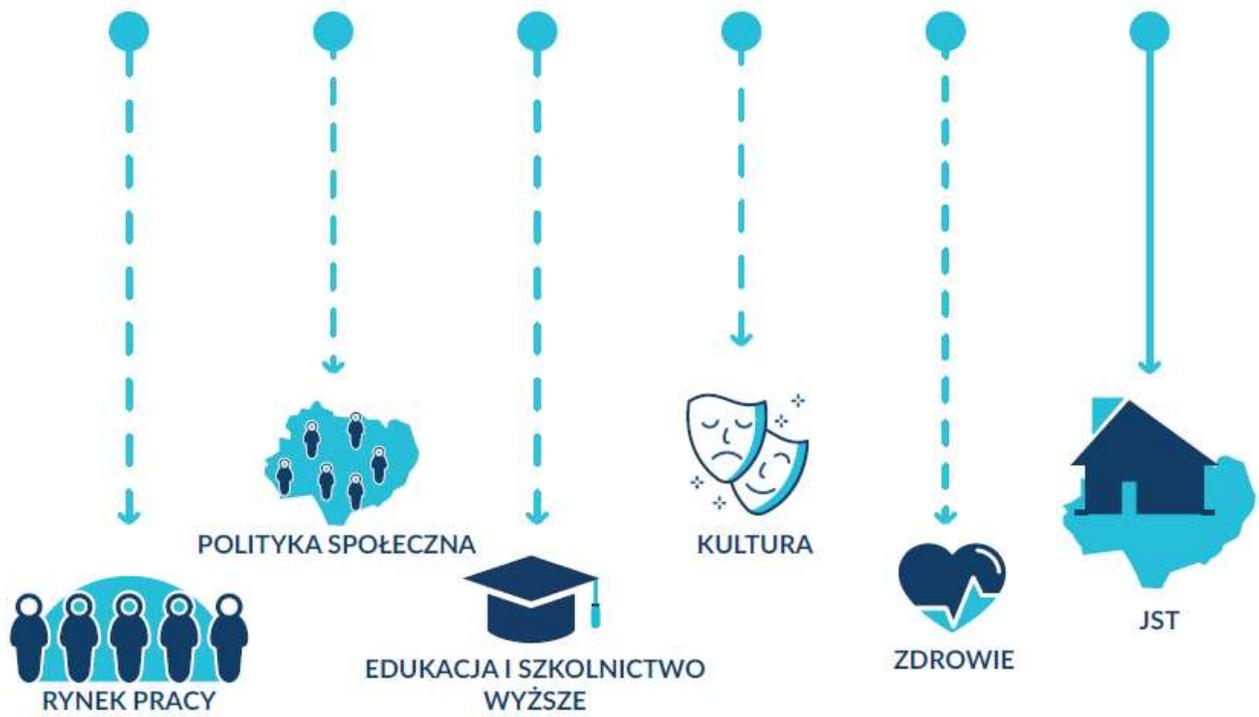 POLITYKA SPOŁECZNA
KULTURA
JST
ZDROWIE
EDUKACJA I SZKOLNICTWO
WYŻSZE
RYNEK PRACY